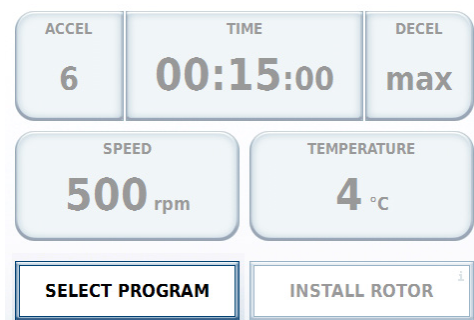 ACCEL TIME DECEL
6 00:15:00 max
SPEED TEMPERATURE
500 rpm 4 °C
SELECT PROGRAM INSTALL ROTOR i